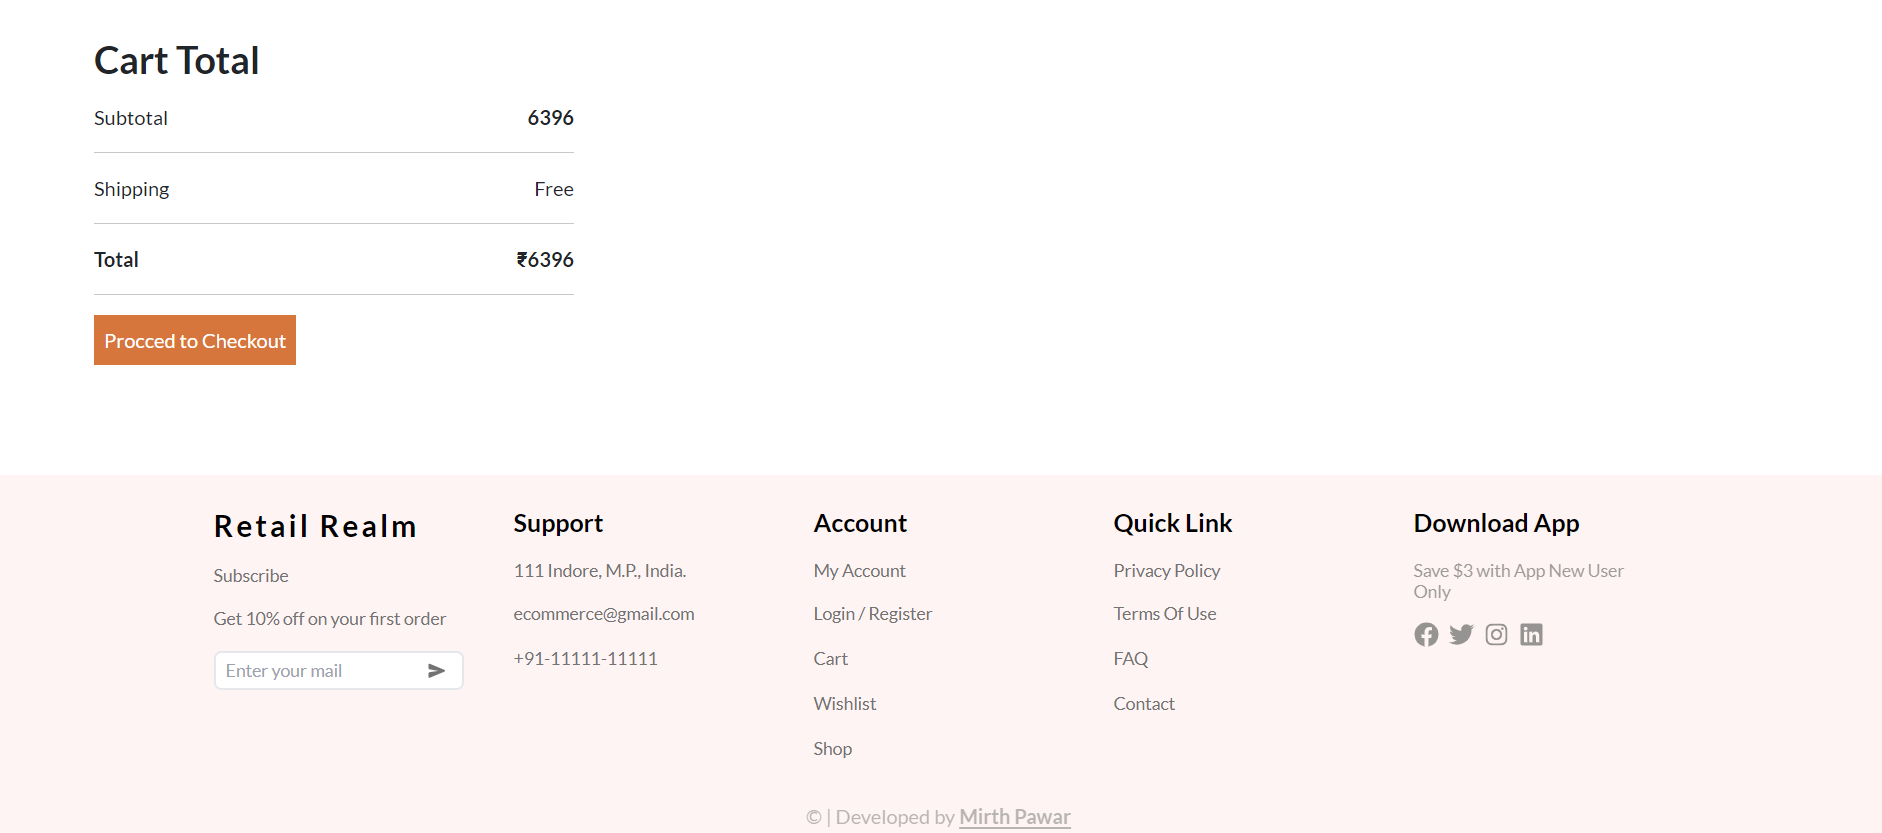 Cart Total
Subtotal 6396
Shipping Free
Total ₹6396
Procced to Checkout
Retail Realm
Subscribe
Get 10% off on your first order
Enter your mail
Support
111 Indore, M.P., India.
ecommerce@gmail.com
+91-11111-11111
Account
My Account
Login / Register
Cart
Wishlist
Shop
Quick Link
Privacy Policy
Terms Of Use
FAQ
Contact
Download App
Save $3 with App New User
Only
© | Developed by Mirth Pawar